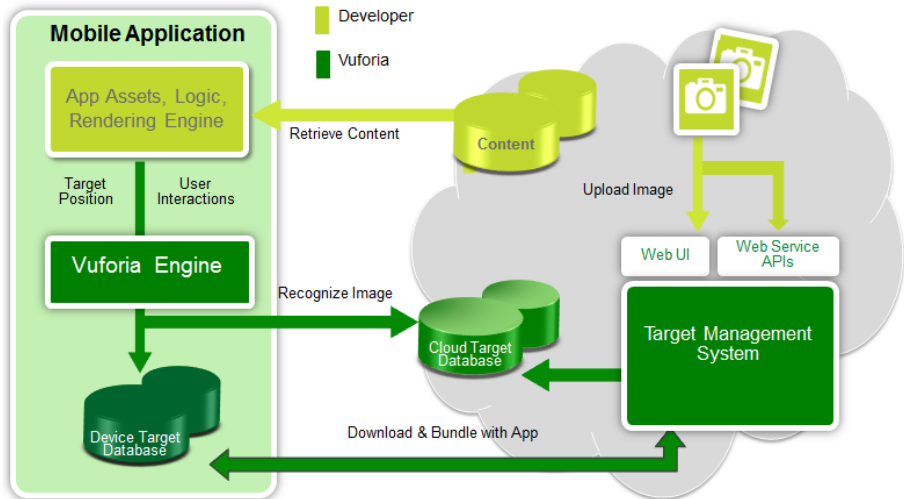 Developer
Vuforia
Mobile Application
App Assets, Logic,
Rendering Engine
Retrieve Content
Content
Target
Position
User
Interactions
Upload Image
Web UI
Web Service
APIs
Vuforia Engine
Recognize Image
Cloud Target
Database
Target Management
System
Device Target
Database
Download & Bundle with App